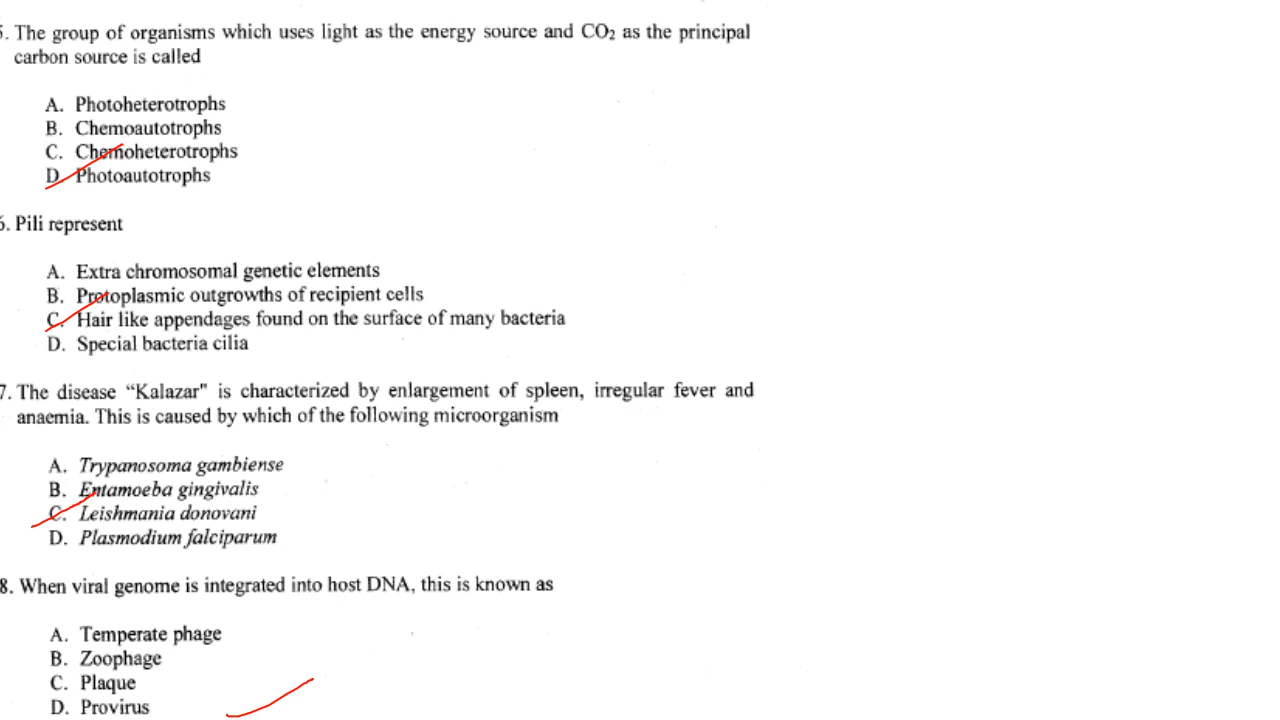 5. The group of organisms which uses light as the energy source and CO₂ as the principal
carbon source is called
A. Photoheterotrophs
B. Chemoautotrophs
C. Chemoheterotrophs
D. Photoautotrophs
6. Pili represent
A. Extra chromosomal genetic elements
B. Protoplasmic outgrowths of recipient cells
C. Hair like appendages found on the surface of many bacteria
D. Special bacteria cilia
7. The disease “Kalazar" is characterized by enlargement of spleen, irregular fever and
anaemia. This is caused by which of the following microorganism
A. Trypanosoma gambiense
B. Entamoeba gingivalis
C. Leishmania donovani
D. Plasmodium falciparum
8. When viral genome is integrated into host DNA, this is known as
A. Temperate phage
B. Zoophage
C. Plaque
D. Provirus